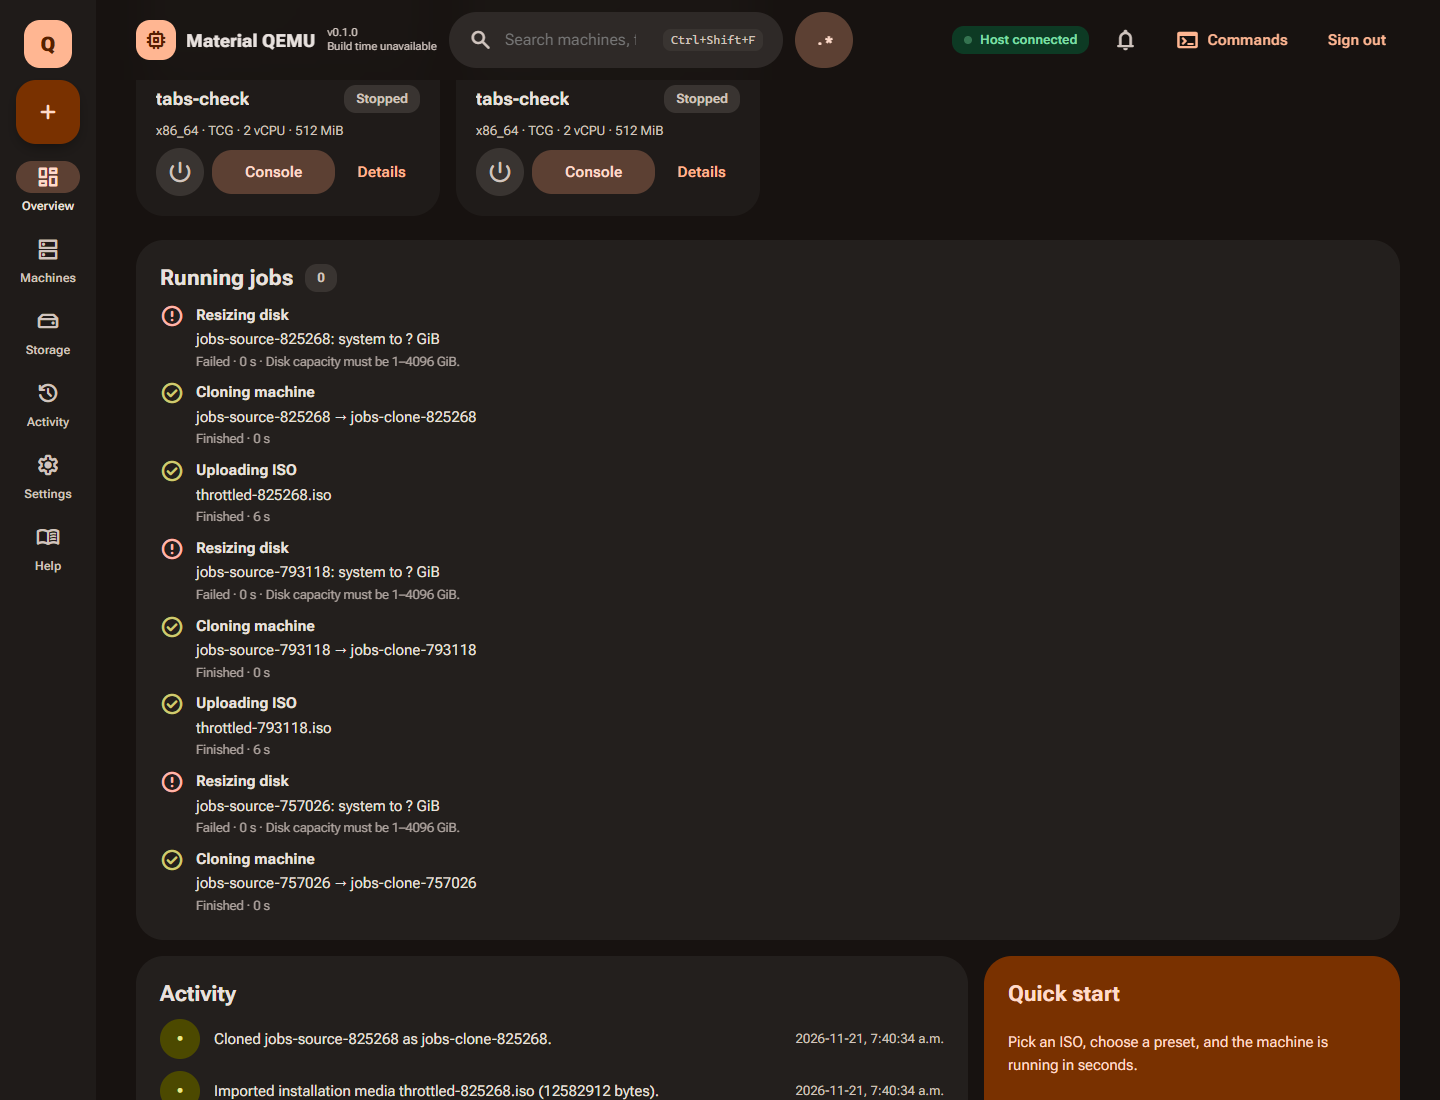 Q
Material QEMU
v0.1.0
Build time unavailable
Search machines,
Ctrl+Shift+F
.*
Host connected
Commands
Sign out
+
Overview
Machines
Storage
Activity
Settings
Help
tabs-check
Stopped
x86_64 · TCG · 2 vCPU · 512 MiB
Console
Details
tabs-check
Stopped
x86_64 · TCG · 2 vCPU · 512 MiB
Console
Details
Running jobs 0
Resizing disk
jobs-source-825268: system to ? GiB
Failed · 0 s · Disk capacity must be 1–4096 GiB.
Cloning machine
jobs-source-825268 → jobs-clone-825268
Finished · 0 s
Uploading ISO
throttled-825268.iso
Finished · 6 s
Resizing disk
jobs-source-793118: system to ? GiB
Failed · 0 s · Disk capacity must be 1–4096 GiB.
Cloning machine
jobs-source-793118 → jobs-clone-793118
Finished · 0 s
Uploading ISO
throttled-793118.iso
Finished · 6 s
Resizing disk
jobs-source-757026: system to ? GiB
Failed · 0 s · Disk capacity must be 1–4096 GiB.
Cloning machine
jobs-source-757026 → jobs-clone-757026
Finished · 0 s
Activity
Cloned jobs-source-825268 as jobs-clone-825268.
2026-11-21, 7:40:34 a.m.
Imported installation media throttled-825268.iso (12582912 bytes).
2026-11-21, 7:40:34 a.m.
Quick start
Pick an ISO, choose a preset, and the machine is
running in seconds.